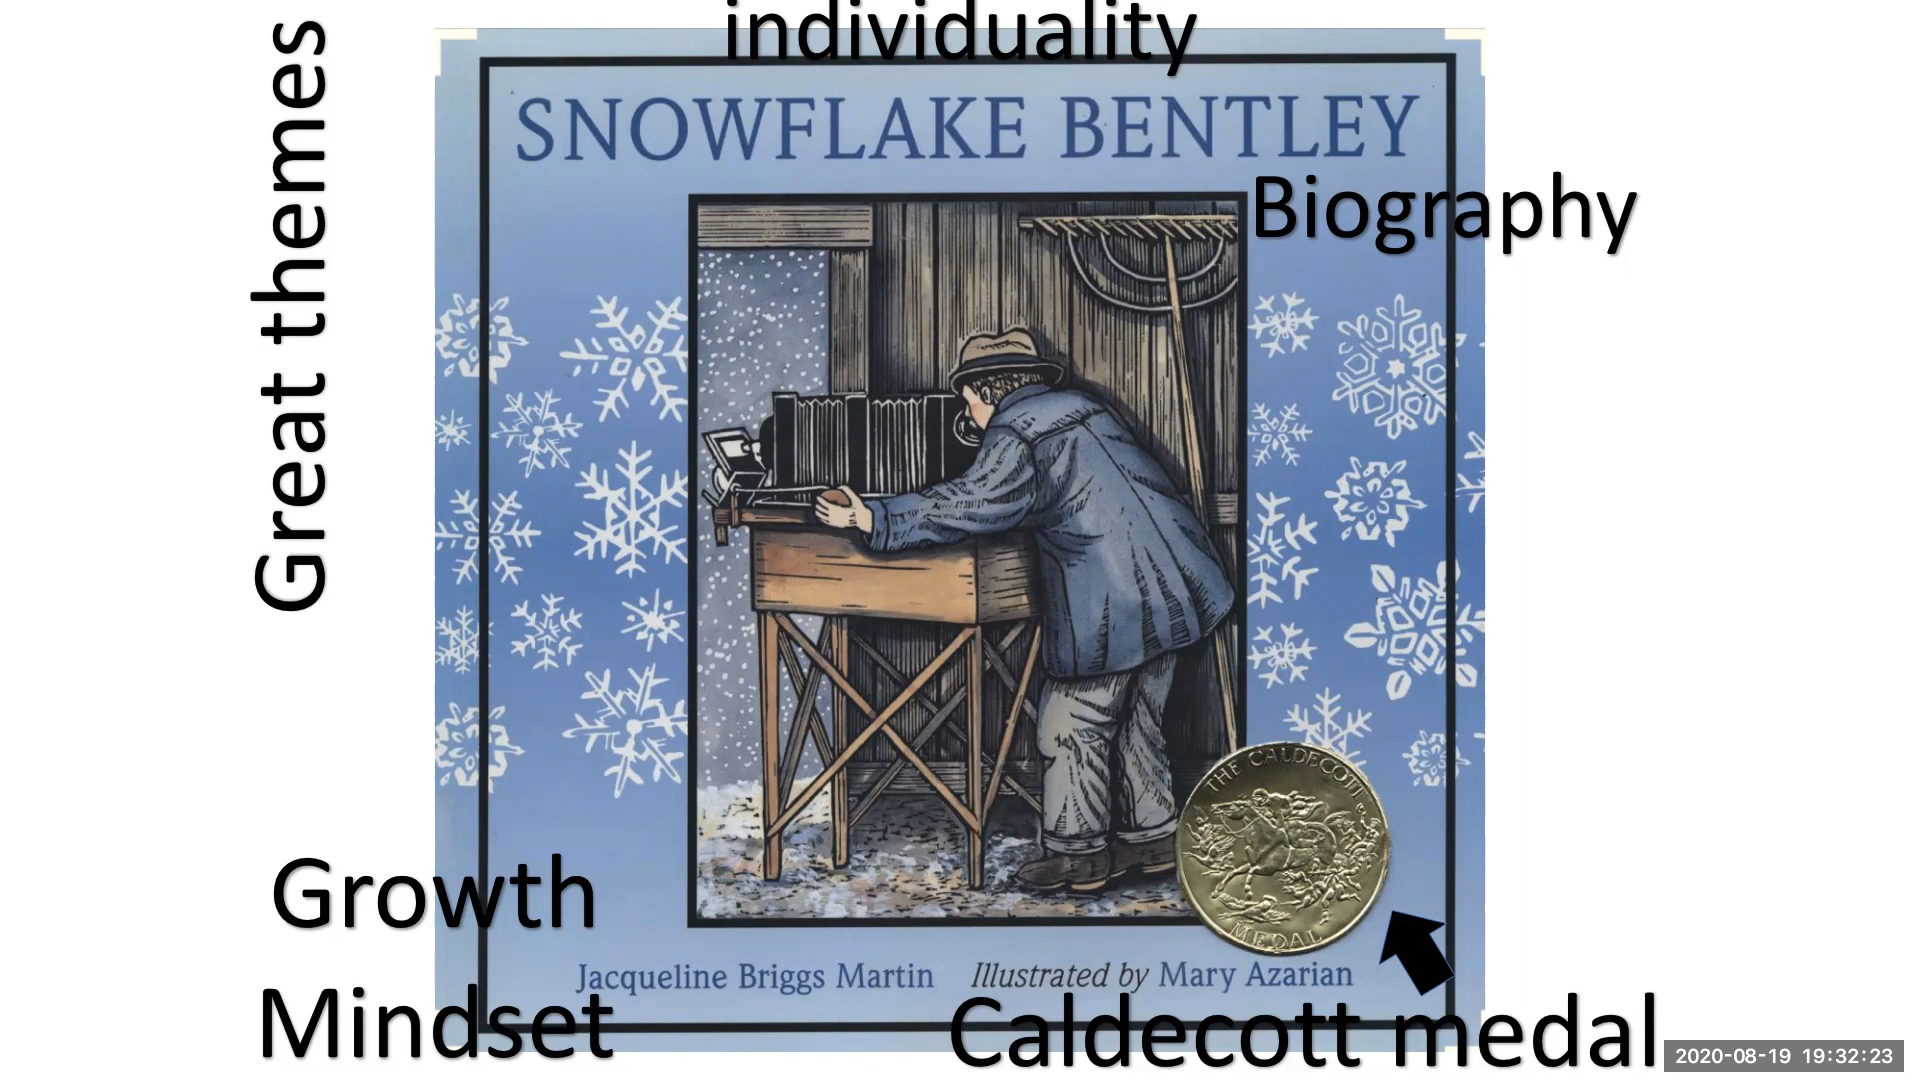 individuality
Great themes
SNOWFLAKE BENTLEY
Biography
THE CALDECOTT
MEDAL
Growth
Mindset
Jacqueline Briggs Martin Illustrated by Mary Azarian
Caldecott medal
2020-08-19 19:32:23